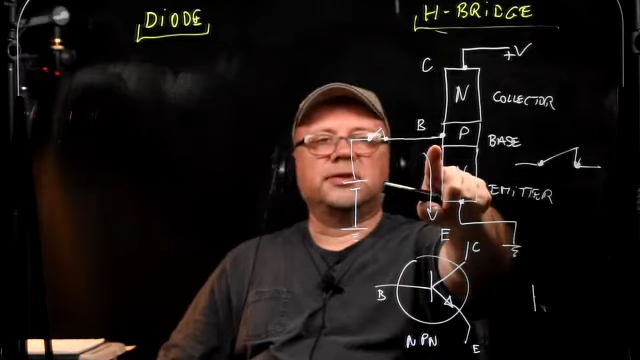 DIODE
H-BRIDGE
C
+V
N
COLLECTOR
B
P
BASE
EMITTER
E
C
B
NPN
E